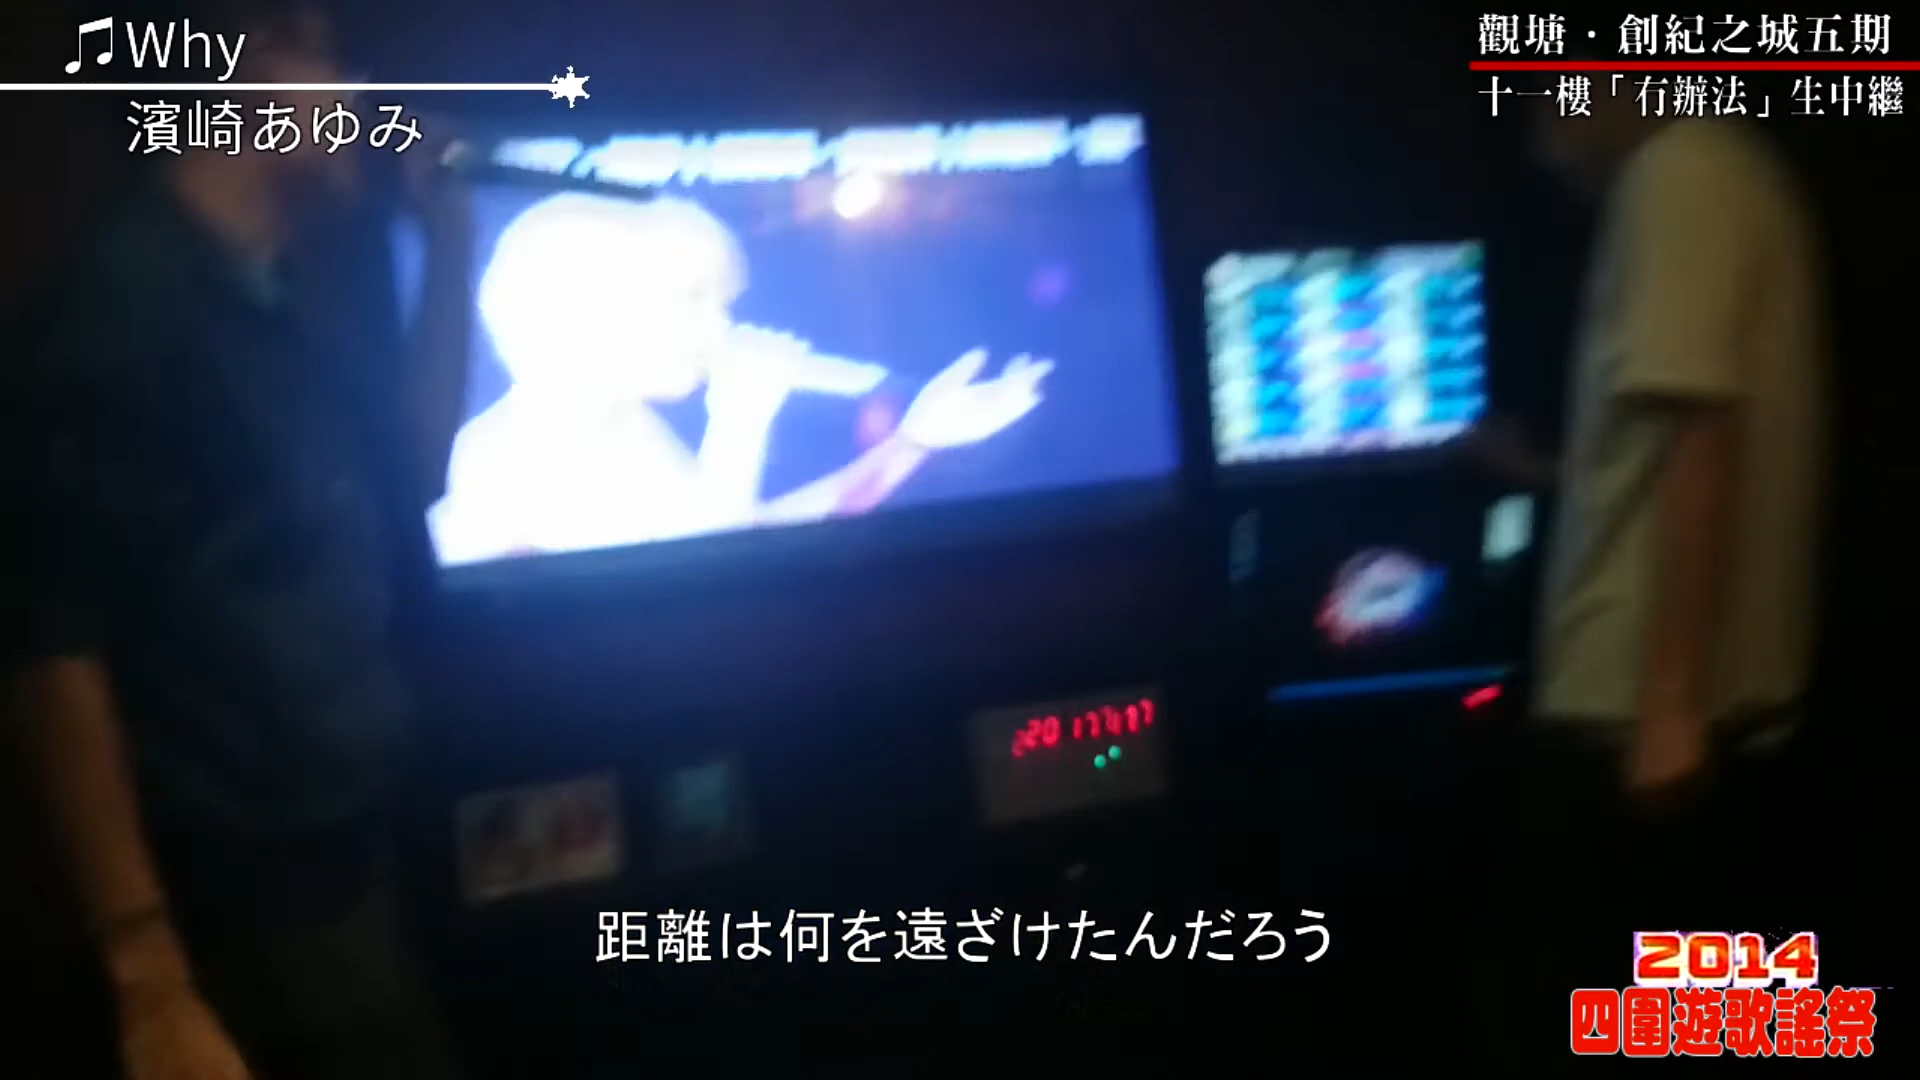 ♫Why
濱崎あゆみ
觀塘・創紀之城五期
十一樓「冇辦法」生中繼
距離は何を遠ざけたんだろう
2014
四圍遊歌謠祭